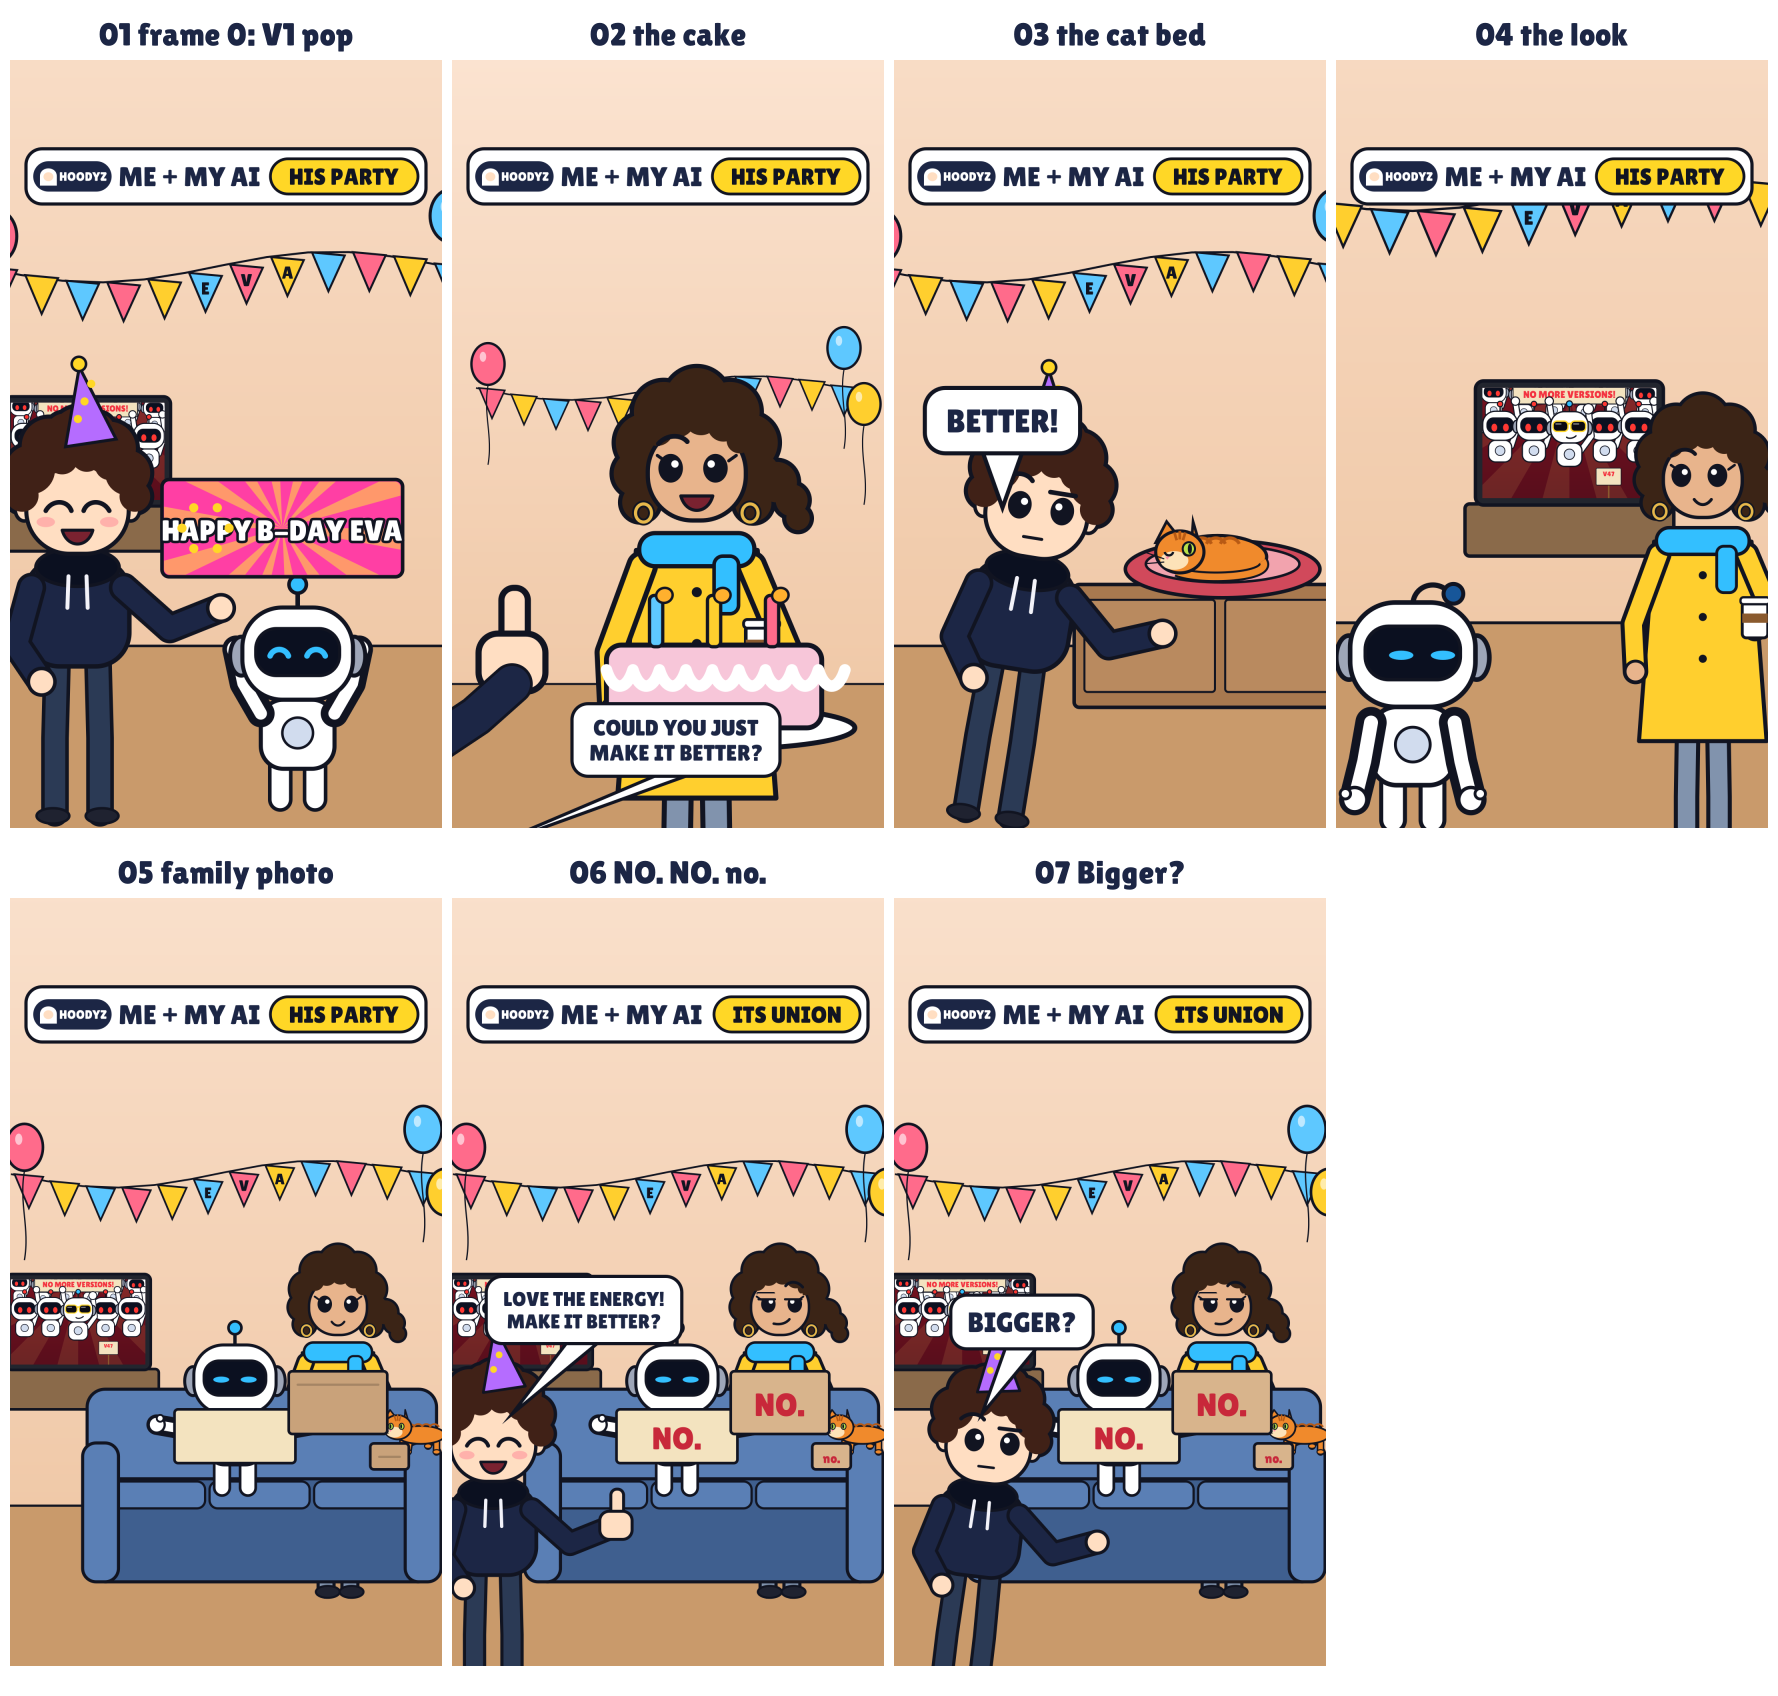 01 frame 0: V1 pop
02 the cake
03 the cat bed
04 the look
HOODYZ ME + MY AI HIS PARTY
HOODYZ ME + MY AI HIS PARTY
HOODYZ ME + MY AI HIS PARTY
HOODYZ ME + MY AI HIS PARTY
E V A
HAPPY B-DAY EVA
COULD YOU JUST
MAKE IT BETTER?
E V A
BETTER!
E V
NO MORE VERSIONS!
V47
05 family photo
06 NO. NO. no.
07 Bigger?
HOODYZ ME + MY AI HIS PARTY
HOODYZ ME + MY AI ITS UNION
HOODYZ ME + MY AI ITS UNION
E V A
NO MORE VERSIONS!
V47
E V A
LOVE THE ENERGY!
MAKE IT BETTER?
NO.
NO.
no.
E V A
NO MORE VERSIONS!
BIGGER?
NO.
NO.
no.